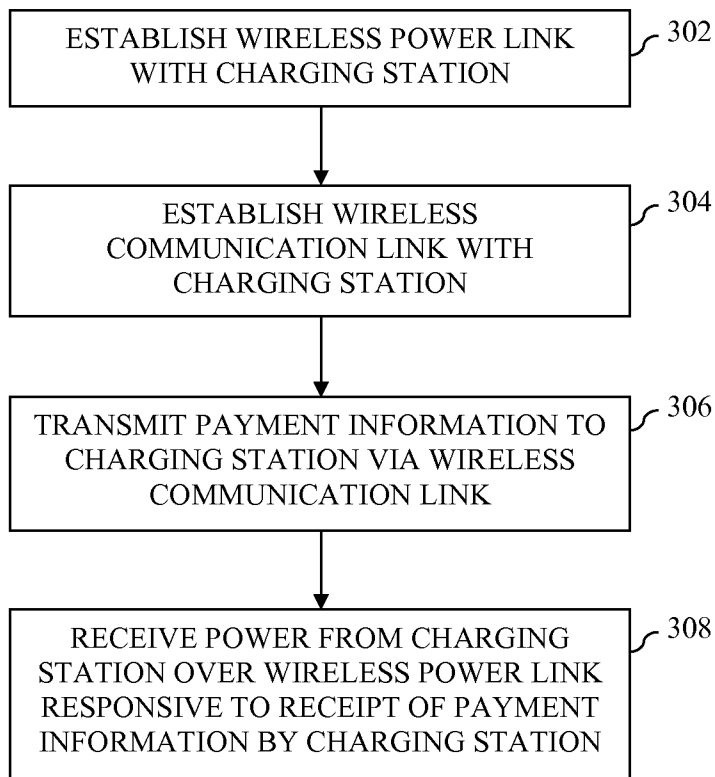 ESTABLISH WIRELESS POWER LINK
WITH CHARGING STATION
302
ESTABLISH WIRELESS
COMMUNICATION LINK WITH
CHARGING STATION
304
TRANSMIT PAYMENT INFORMATION TO
CHARGING STATION VIA WIRELESS
COMMUNICATION LINK
306
RECEIVE POWER FROM CHARGING
STATION OVER WIRELESS POWER LINK
RESPONSIVE TO RECEIPT OF PAYMENT
INFORMATION BY CHARGING STATION
308